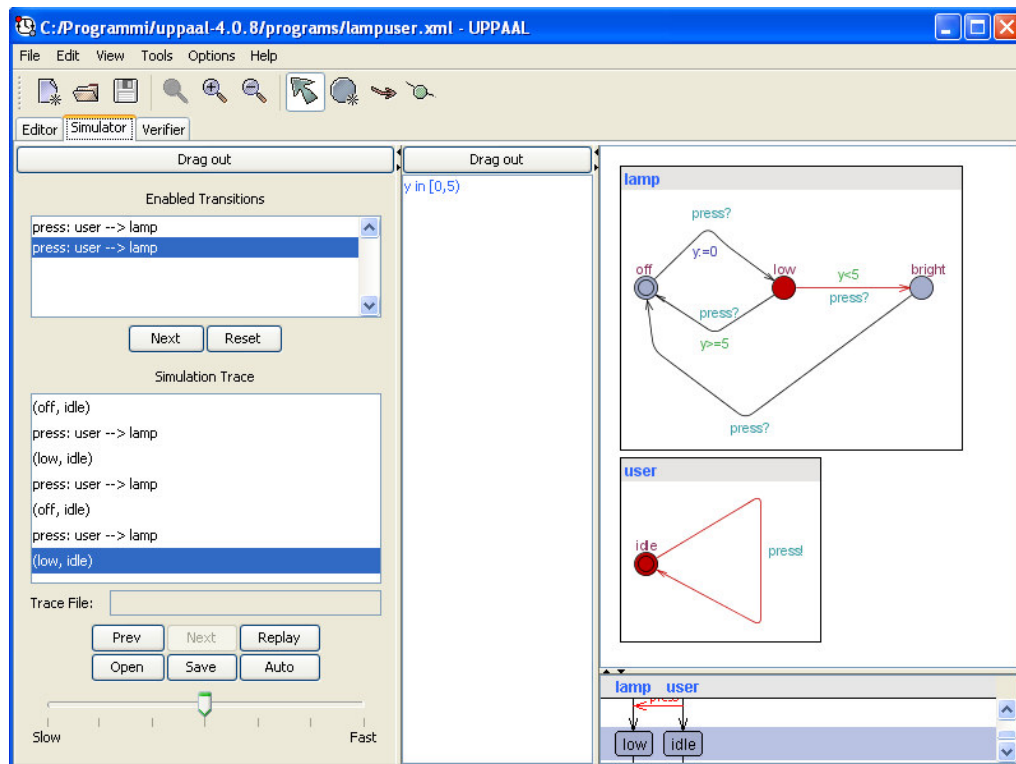 C:/Programmi/uppaal-4.0.8/programs/lampuser.xml - UPPAAL
File Edit View Tools Options Help
Editor Simulator Verifier
Drag out
Enabled Transitions
press: user --> lamp
press: user --> lamp
Next Reset
Simulation Trace
(off, idle)
press: user --> lamp
(low, idle)
press: user --> lamp
(off, idle)
press: user --> lamp
(low, idle)
Trace File:
Prev Next Replay
Open Save Auto
Slow Fast
Drag out
y in [0,5)
lamp
press?
y:=0
off low y<5 bright
press?
press?
y>=5
press?
user
idle
press!
lamp user
press
low idle